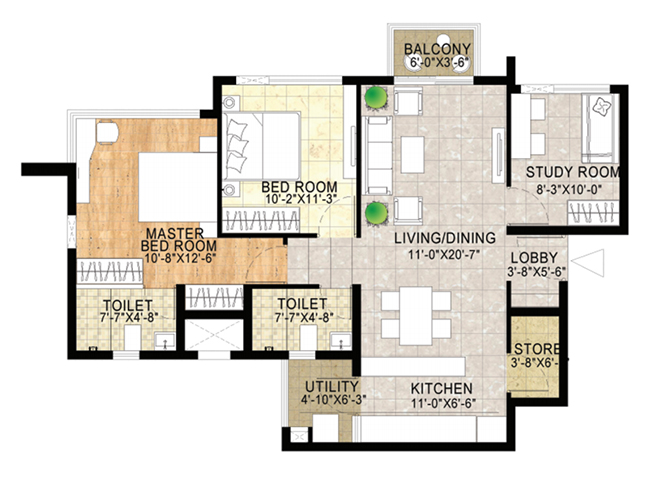 BALCONY
6'-0"X3'-6"
BED ROOM
10'-2"X11'-3"
STUDY ROOM
8'-3"X10'-0"
MASTER
BED ROOM
10'-8"X12'-6"
LIVING/DINING
11'-0"X20'-7"
LOBBY
3'-8"X5'-6"
TOILET
7'-7"X4'-8"
TOILET
7'-7"X4'-8"
STORE
3'-8"X6'-
UTILITY
4'-10"X6'-3"
KITCHEN
11'-0"X6'-6"